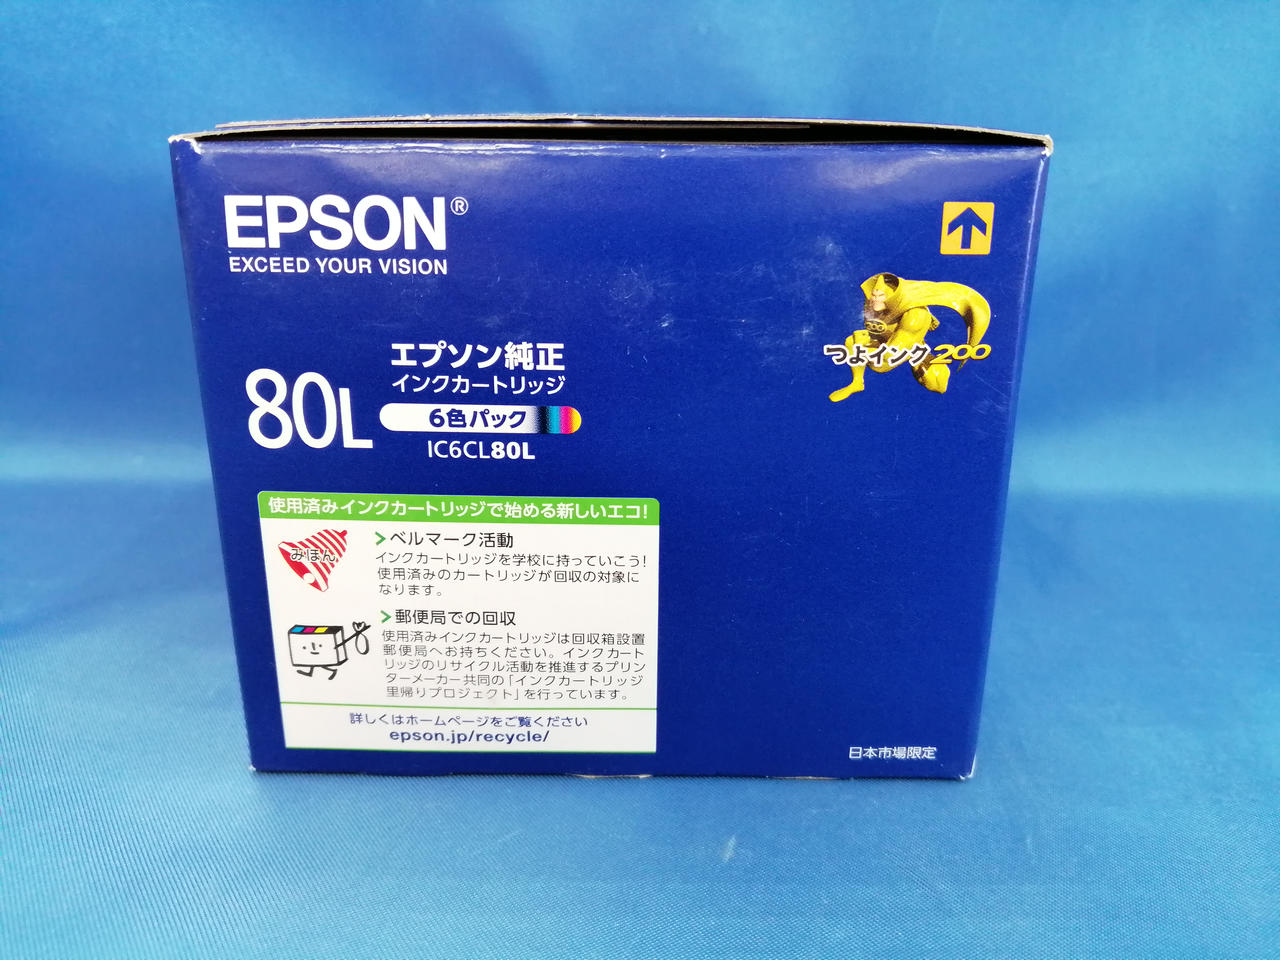 EPSON®
EXCEED YOUR VISION
つよインク200
エプソン純正
インクカートリッジ
80L
6色パック
IC6CL80L
使用済みインクカートリッジで始める新しいエコ!
みほん
ベルマーク活動
インクカートリッジを学校に持っていこう!
使用済みのカートリッジが回収の対象に
なります。
郵便局での回収
使用済みインクカートリッジは回収箱設置
郵便局へお持ちください。インクカート
リッジのリサイクル活動を推進するプリン
ターメーカー共同の「インクカートリッジ
里帰りプロジェクト」を行っています。
詳しくはホームページをご覧ください
epson.jp/recycle/
日本市場限定